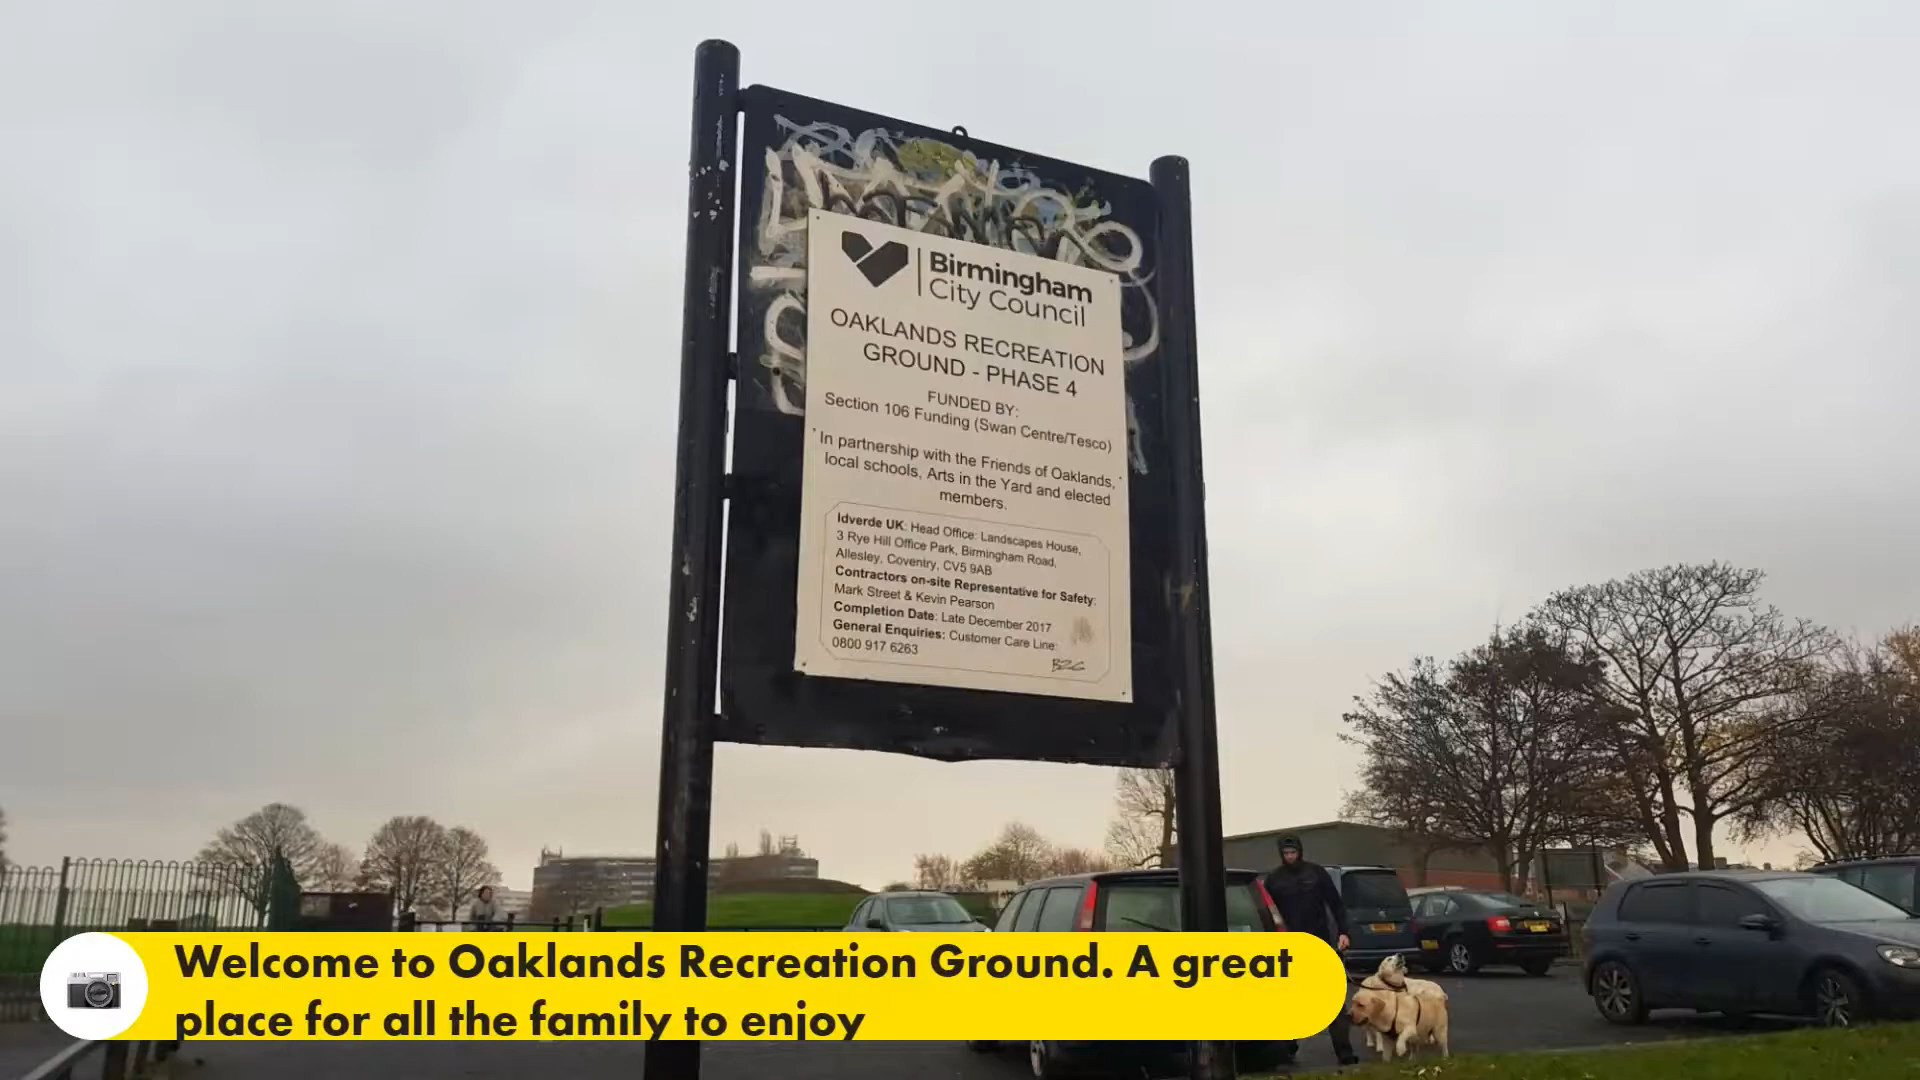 Birmingham
City Council
OAKLANDS RECREATION
GROUND - PHASE 4
FUNDED BY:
Section 106 Funding (Swan Centre/Tesco)
In partnership with the Friends of Oaklands,
local schools, Arts in the Yard and elected
members.
Idverde UK: Head Office: Landscapes House,
3 Rye Hill Office Park, Birmingham Road,
Allesley, Coventry, CV5 9AB
Contractors on-site Representative for Safety:
Mark Street & Kevin Pearson
Completion Date: Late December 2017
General Enquiries: Customer Care Line:
0800 917 6263
Welcome to Oaklands Recreation Ground. A great
place for all the family to enjoy